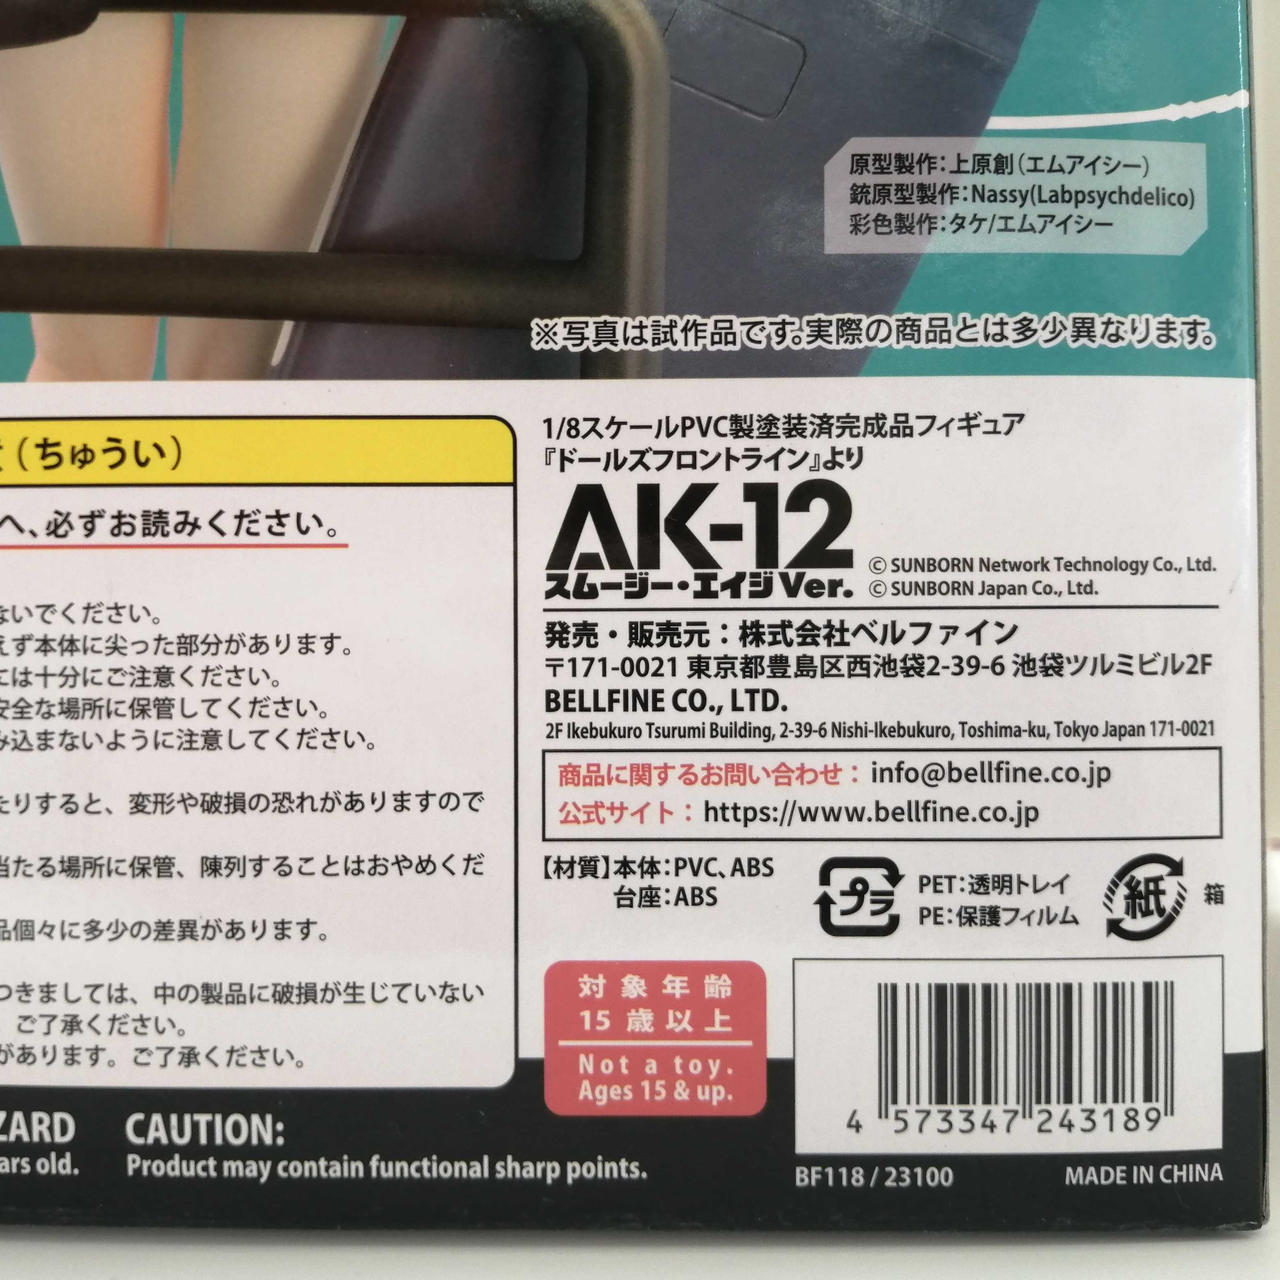 原型製作：上原創（エムアイシー）
銃原型製作：Nassy(Labpsychdelico)
彩色製作：タケ/エムアイシー
※写真は試作品です。実際の商品とは多少異なります。
（ちゅうい）
へ、必ずお読みください。
ないでください。
えず本体に尖った部分があります。
には十分にご注意ください。
安全な場所に保管してください。
み込まないように注意してください。
たりすると、変形や破損の恐れがありますので
当たる場所に保管、陳列することはおやめくだ
品個々に多少の差異があります。
つきましては、中の製品に破損が生じていない
。ご了承ください。
があります。ご了承ください。
1/8スケールPVC製塗装済完成品フィギュア
『ドールズフロントライン』より
AK-12
スムージー・エイジVer.
© SUNBORN Network Technology Co., Ltd.
© SUNBORN Japan Co., Ltd.
発売・販売元：株式会社ベルファイン
〒171-0021 東京都豊島区西池袋2-39-6 池袋ツルミビル2F
BELLFINE CO., LTD.
2F Ikebukuro Tsurumi Building, 2-39-6 Nishi-Ikebukuro, Toshima-ku, Tokyo Japan 171-0021
商品に関するお問い合わせ：info@bellfine.co.jp
公式サイト：https://www.bellfine.co.jp
【材質】本体：PVC、ABS
台座：ABS
プラ
PET：透明トレイ
PE：保護フィルム
紙
箱
対象年齢
15歳以上
Not a toy.
Ages 15 & up.
4 573347 243189
BF118 / 23100
MADE IN CHINA
ZARD
ars old.
CAUTION:
Product may contain functional sharp points.